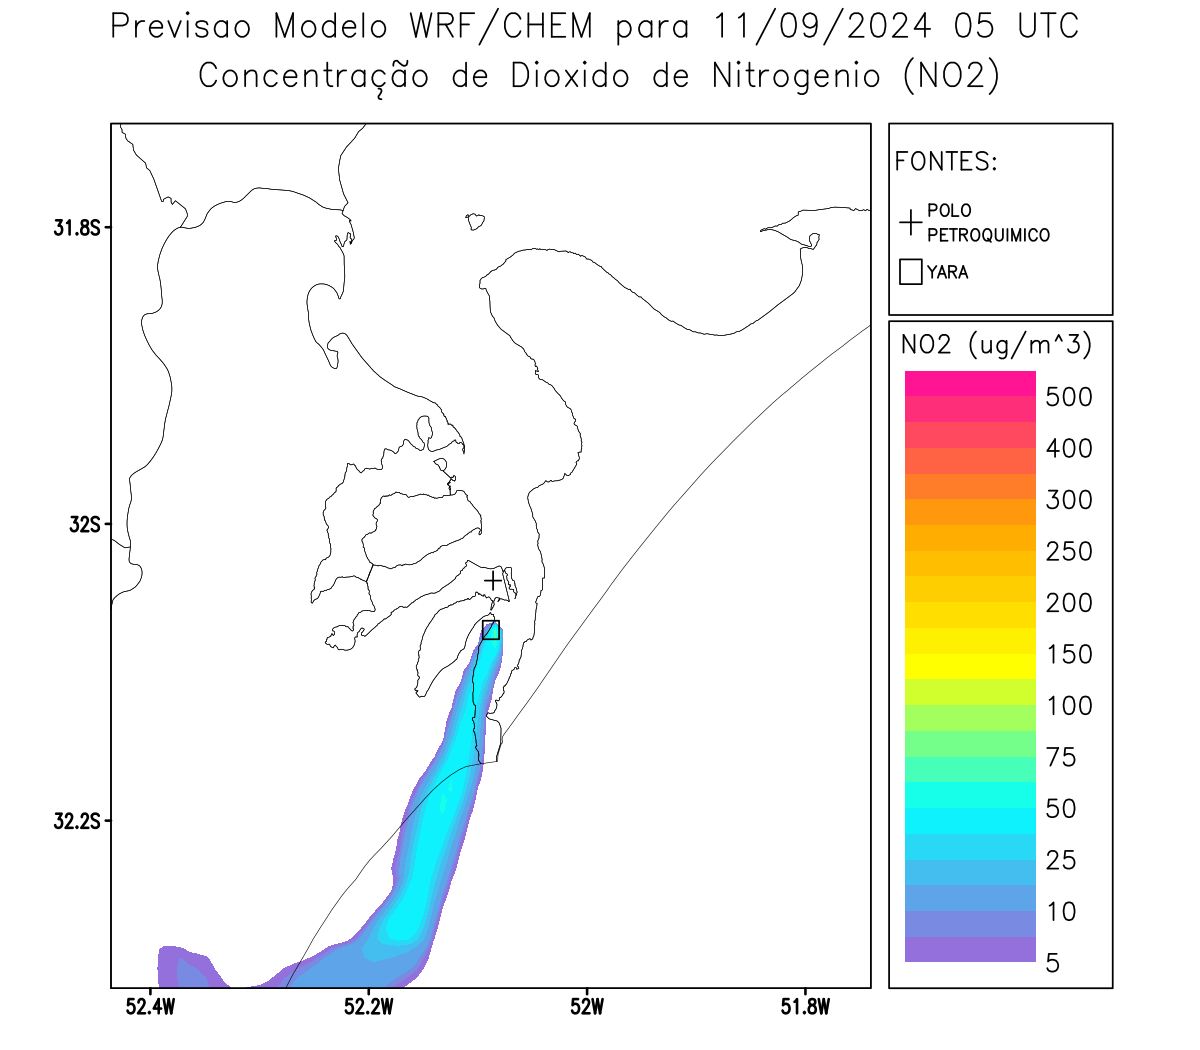 Previsao Modelo WRF/CHEM para 11/09/2024 05 UTC
Concentração de Dioxido de Nitrogenio (NO2)
FONTES:
POLO
PETROQUIMICO
YARA
NO2 (ug/m^3)
500
400
300
250
200
150
100
75
50
25
10
5
31.8S
32S
32.2S
52.4W 52.2W 52W 51.8W